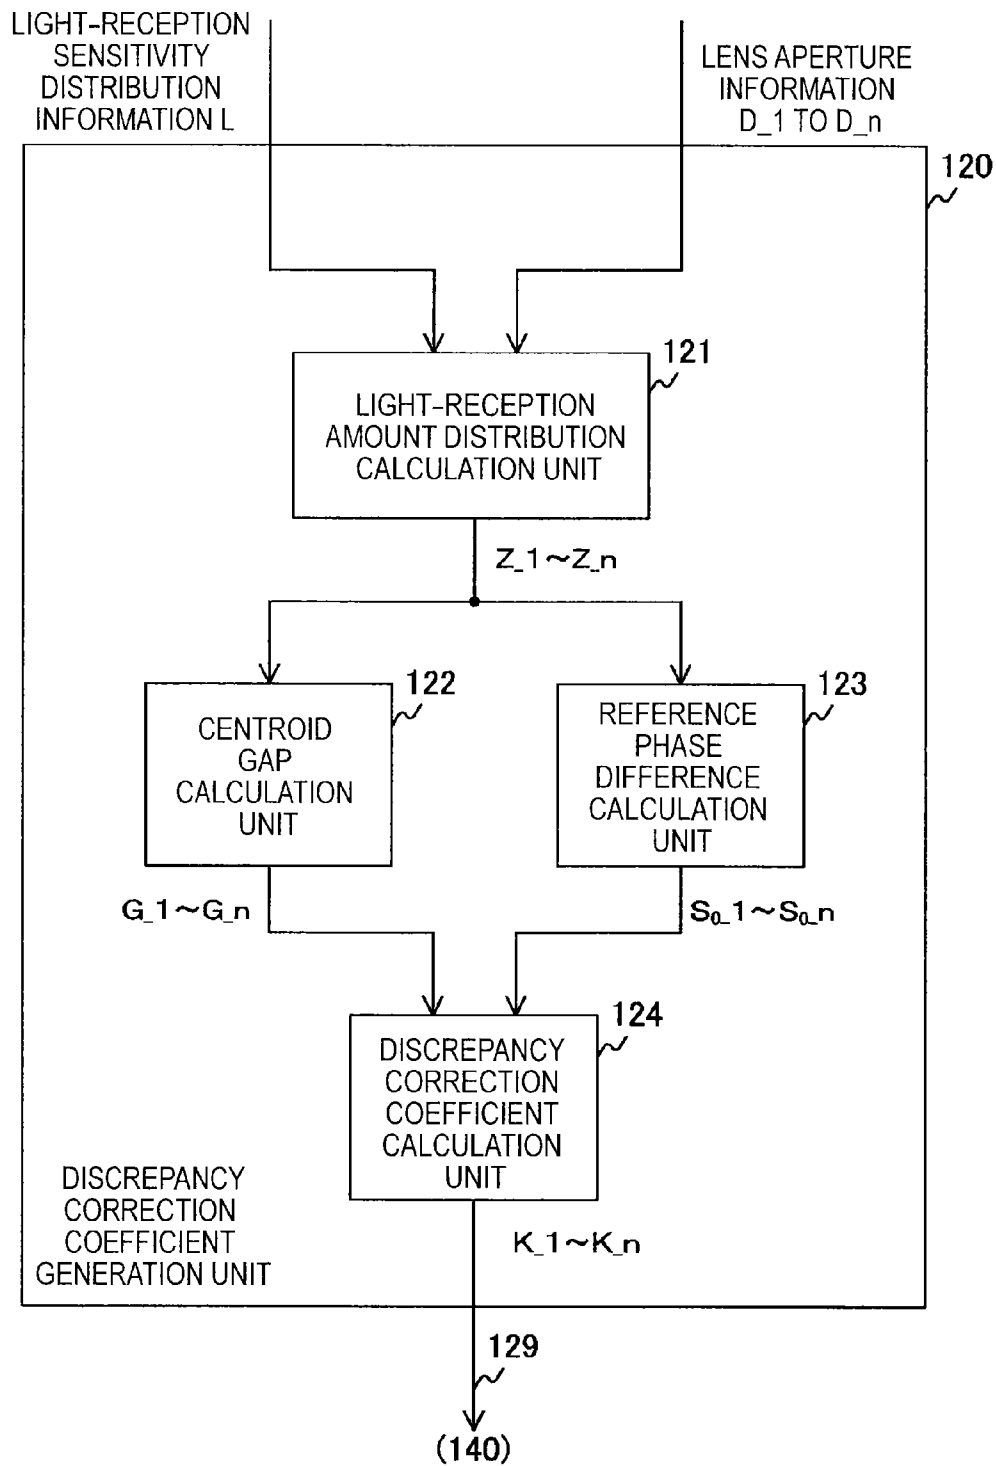 LIGHT-RECEPTION
SENSITIVITY
DISTRIBUTION
INFORMATION L
LENS APERTURE
INFORMATION
D_1 TO D_n
120
121
LIGHT-RECEPTION
AMOUNT DISTRIBUTION
CALCULATION UNIT
Z_1～Z_n
122
CENTROID
GAP
CALCULATION
UNIT
123
REFERENCE
PHASE
DIFFERENCE
CALCULATION
UNIT
G_1～G_n
S₀_1～S₀_n
124
DISCREPANCY
CORRECTION
COEFFICIENT
CALCULATION
UNIT
DISCREPANCY
CORRECTION
COEFFICIENT
GENERATION UNIT
K_1～K_n
129
(140)